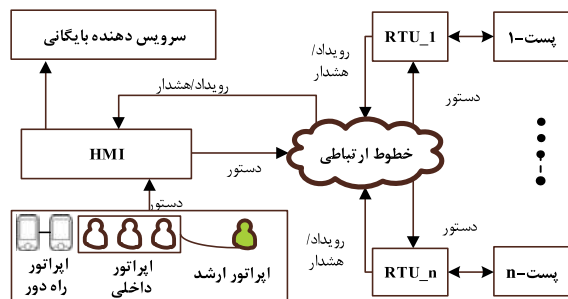 سرویس دهنده بایگانی
RTU_1
پست-۱
رویداد/
هشدار
رویداد/هشدار
دستور
HMI
خطوط ارتباطی
دستور
دستور
رویداد/
هشدار
دستور
اپراتور
راه دور
اپراتور
داخلی
اپراتور ارشد
RTU_n
پست-n